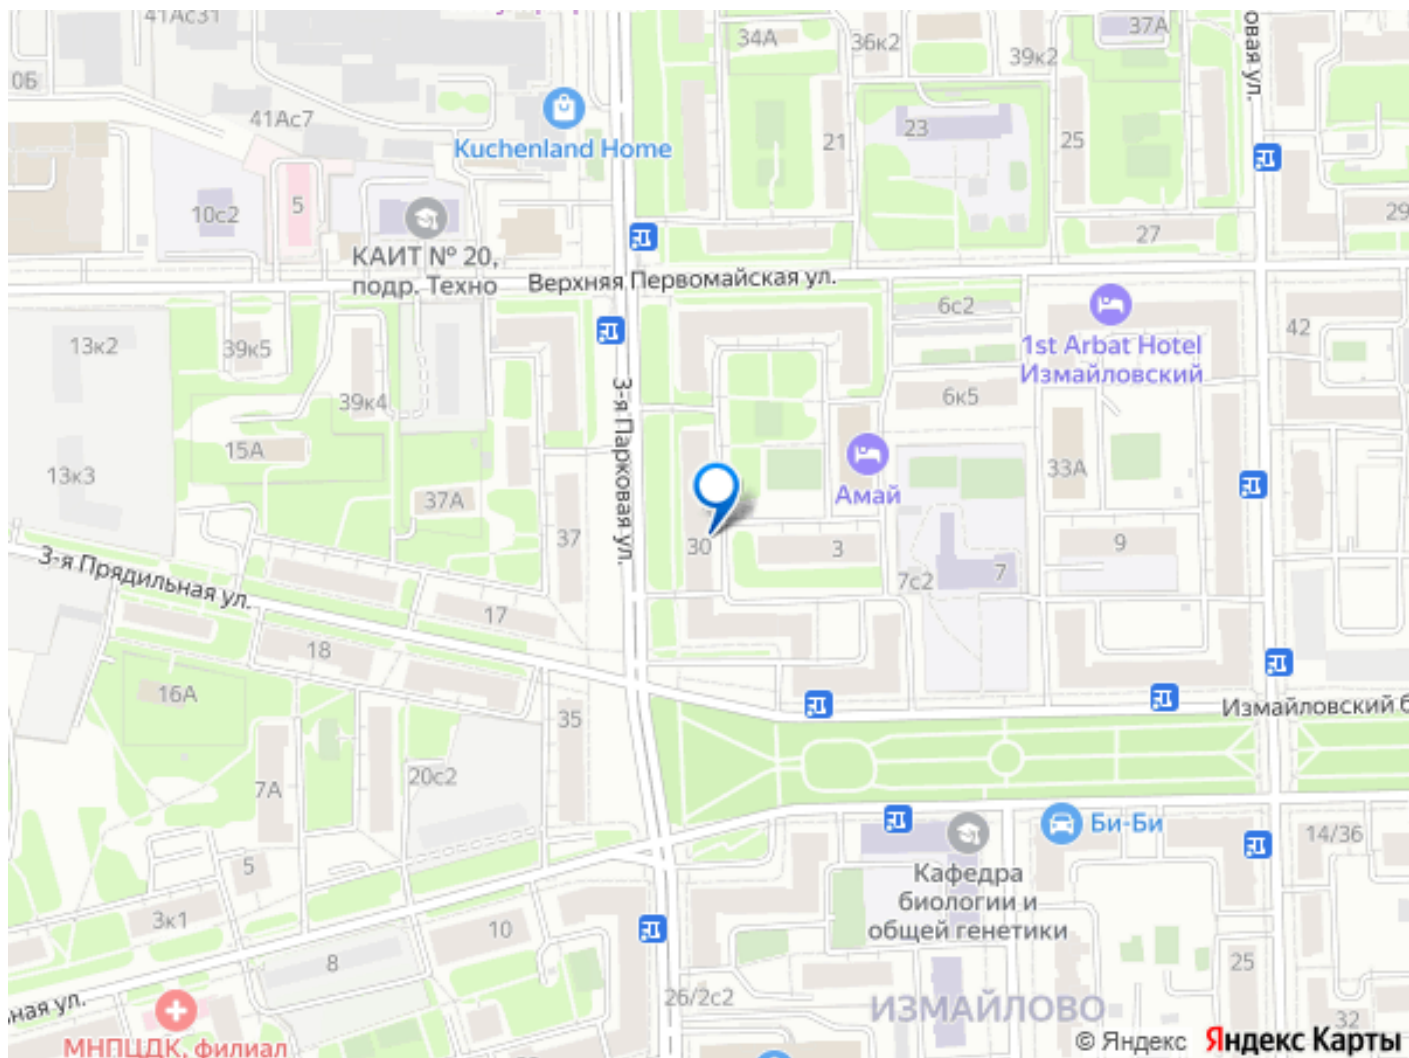 41Ас31
34А
36к2
37А
39к2
овая ул.
0Б
41Ас7
Kuchenland Home
21
23
25
10с2
5
29
27
КАИТ № 20,
подр. Техно
Верхняя Первомайская ул.
6с2
13к2
39к5
42
1st Arbat Hotel
Измайловский
39к4
6к5
3-я Парковая ул.
15А
13к3
33А
Амай
37А
37
30
3
9
3-я Прядильная ул.
7с2
7
17
18
16А
35
Измайловский б
20с2
7А
Би-Би
14/36
5
Кафедра
биологии и
общей генетики
3к1
10
8
25
26/2с2
ная ул.
ИЗМАЙЛОВО
32
МНПЦДК, филиал
© Яндекс Яндекс Карты